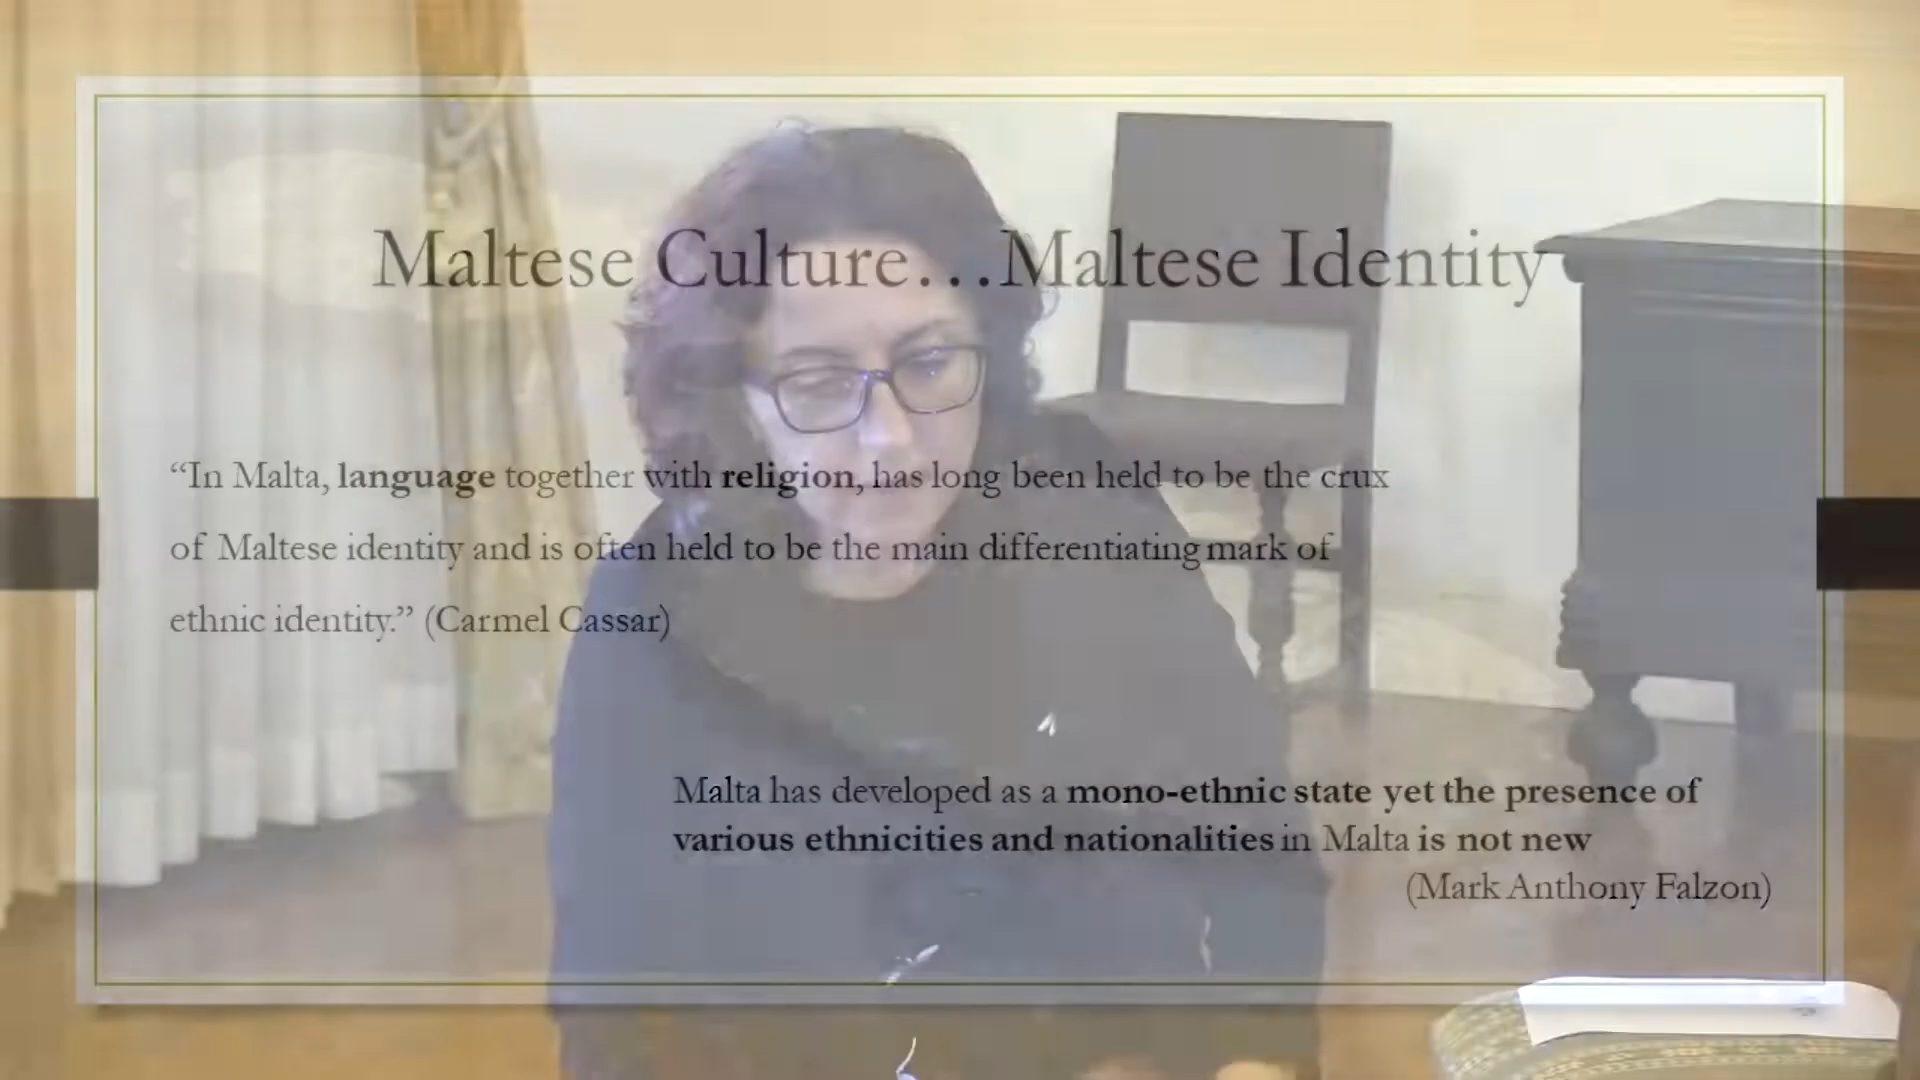 Maltese Culture…Maltese Identity
“In Malta, language together with religion, has long been held to be the crux
of Maltese identity and is often held to be the main differentiating mark of
ethnic identity.” (Carmel Cassar)
Malta has developed as a mono-ethnic state yet the presence of
various ethnicities and nationalities in Malta is not new
(Mark Anthony Falzon)